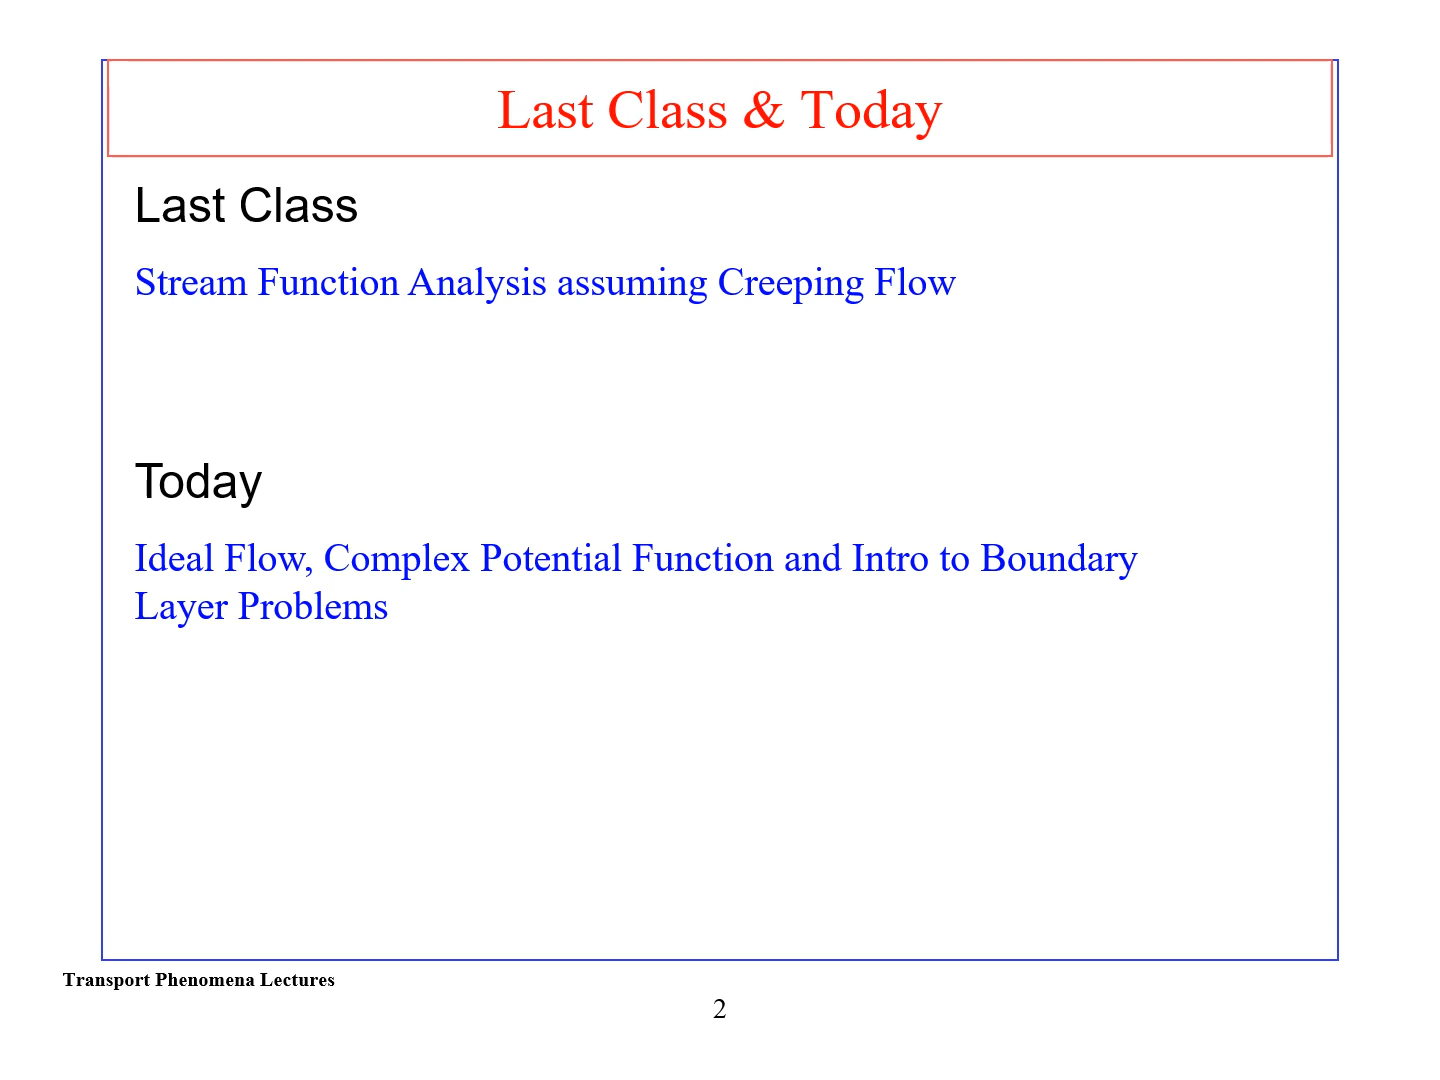 Last Class & Today
Last Class
Stream Function Analysis assuming Creeping Flow
Today
Ideal Flow, Complex Potential Function and Intro to Boundary
Layer Problems
Transport Phenomena Lectures
2